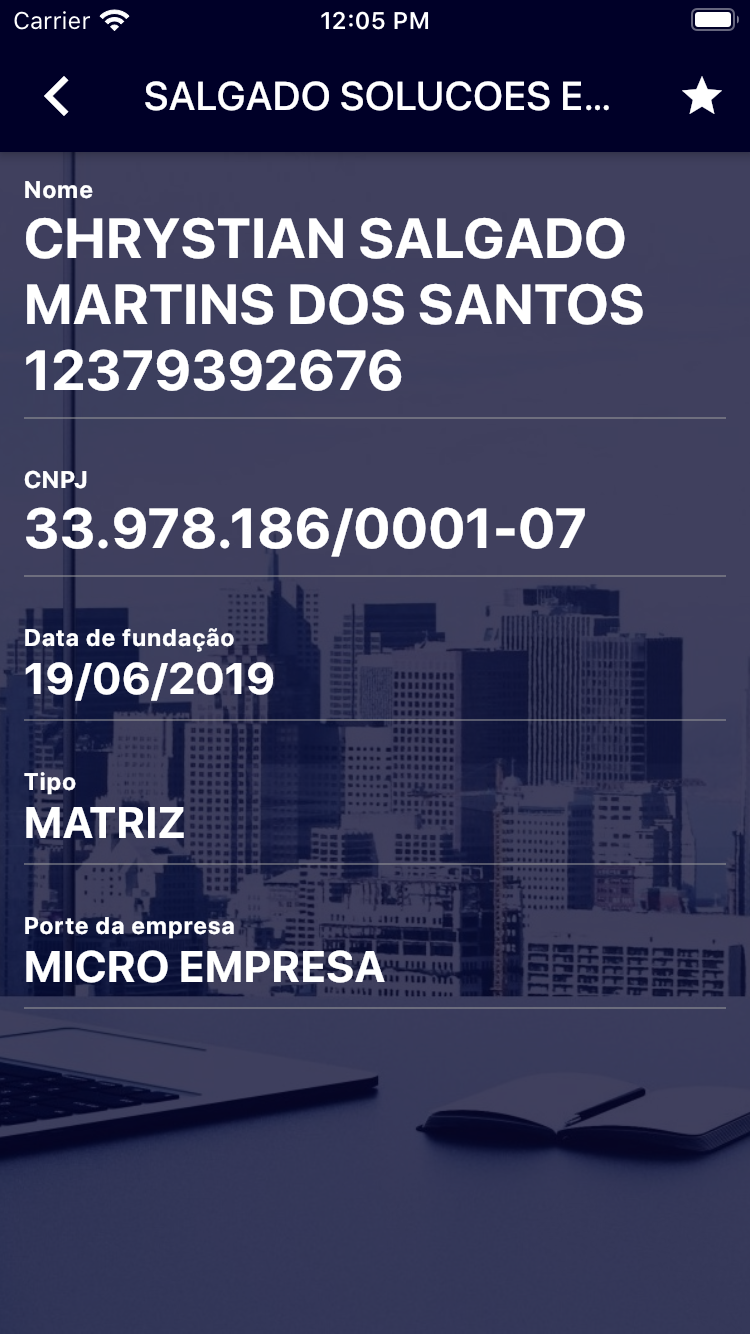 Carrier 12:05 PM
SALGADO SOLUCOES E...
Nome
CHRYSTIAN SALGADO
MARTINS DOS SANTOS
12379392676
CNPJ
33.978.186/0001-07
Data de fundação
19/06/2019
Tipo
MATRIZ
Porte da empresa
MICRO EMPRESA